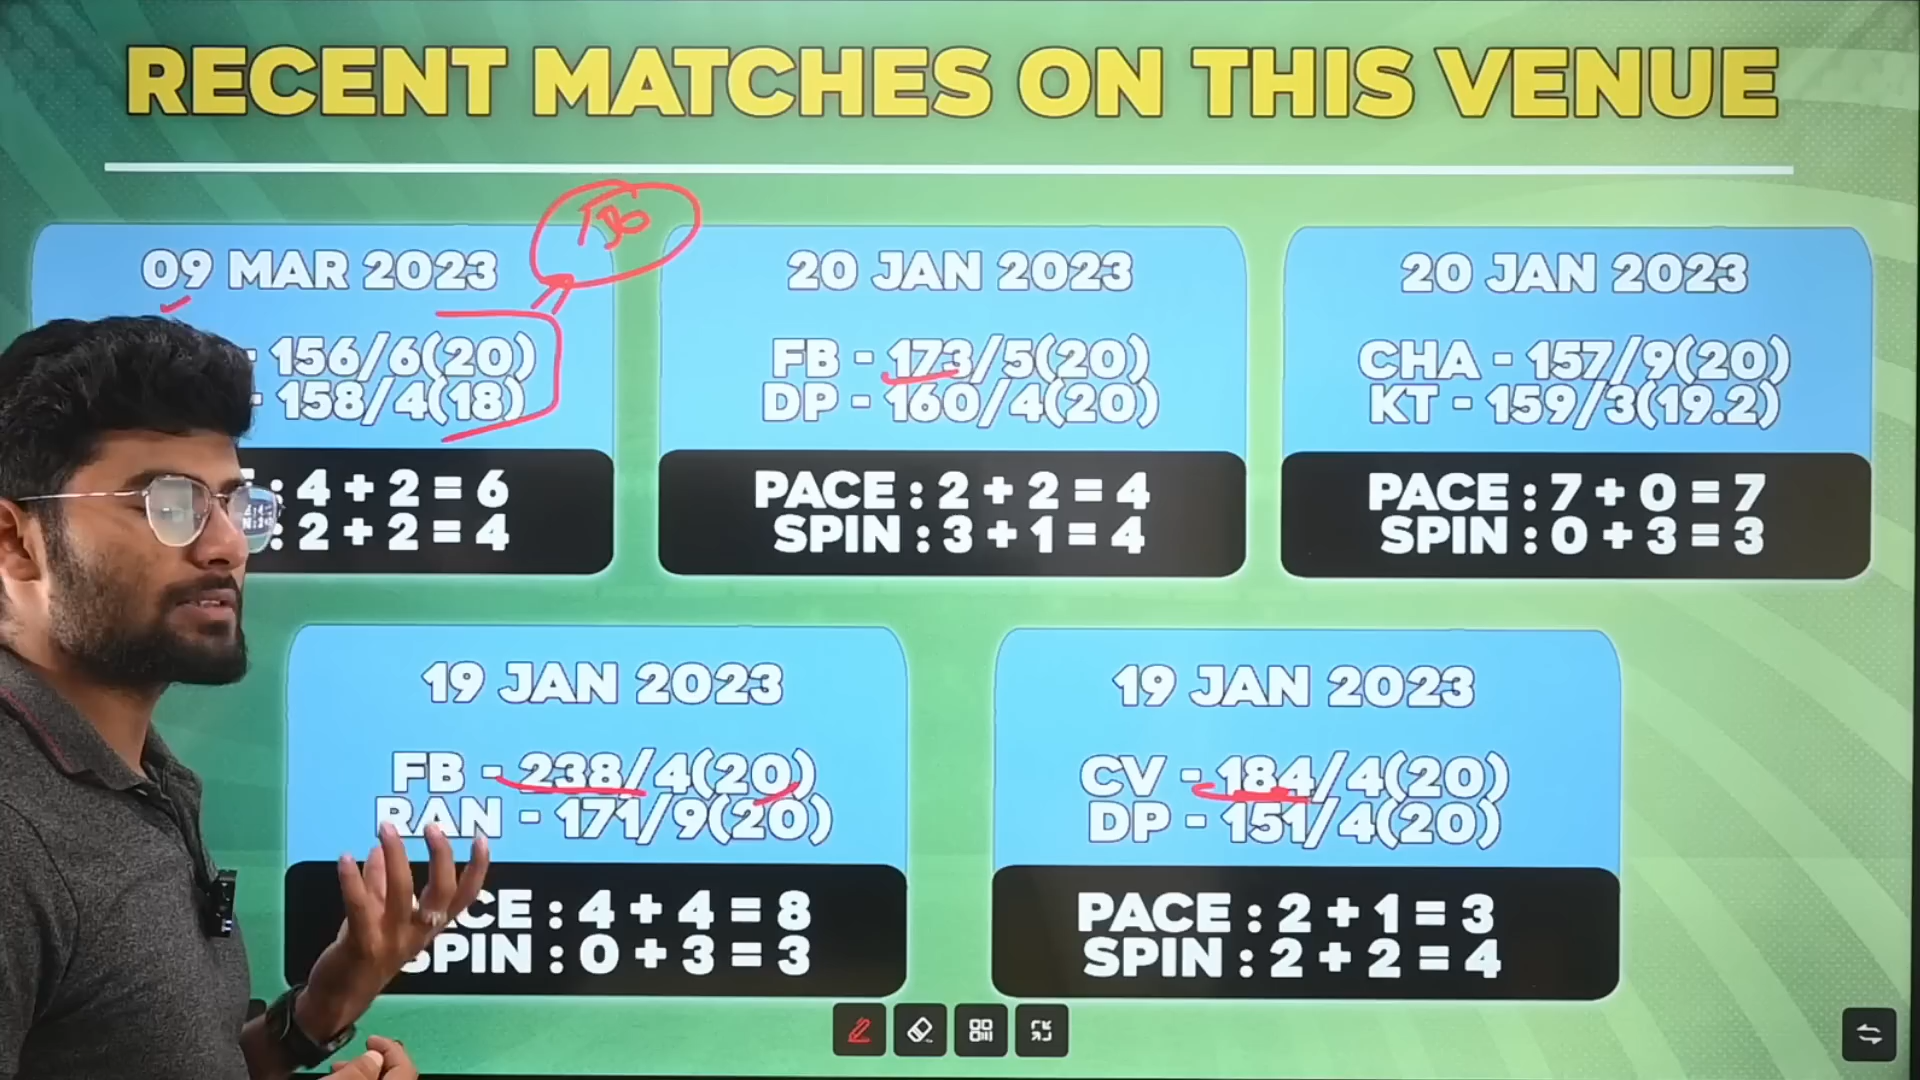 RECENT MATCHES ON THIS VENUE
09 MAR 2023
- 156/6(20)
- 158/4(18)
: 4 + 2 = 6
: 2 + 2 = 4
20 JAN 2023
FB - 173/5(20)
DP - 160/4(20)
PACE : 2 + 2 = 4
SPIN : 3 + 1 = 4
20 JAN 2023
CHA - 157/9(20)
KT - 159/3(19.2)
PACE : 7 + 0 = 7
SPIN : 0 + 3 = 3
19 JAN 2023
FB - 238/4(20)
RAN - 171/9(20)
PACE : 4 + 4 = 8
SPIN : 0 + 3 = 3
19 JAN 2023
CV - 184/4(20)
DP - 151/4(20)
PACE : 2 + 1 = 3
SPIN : 2 + 2 = 4